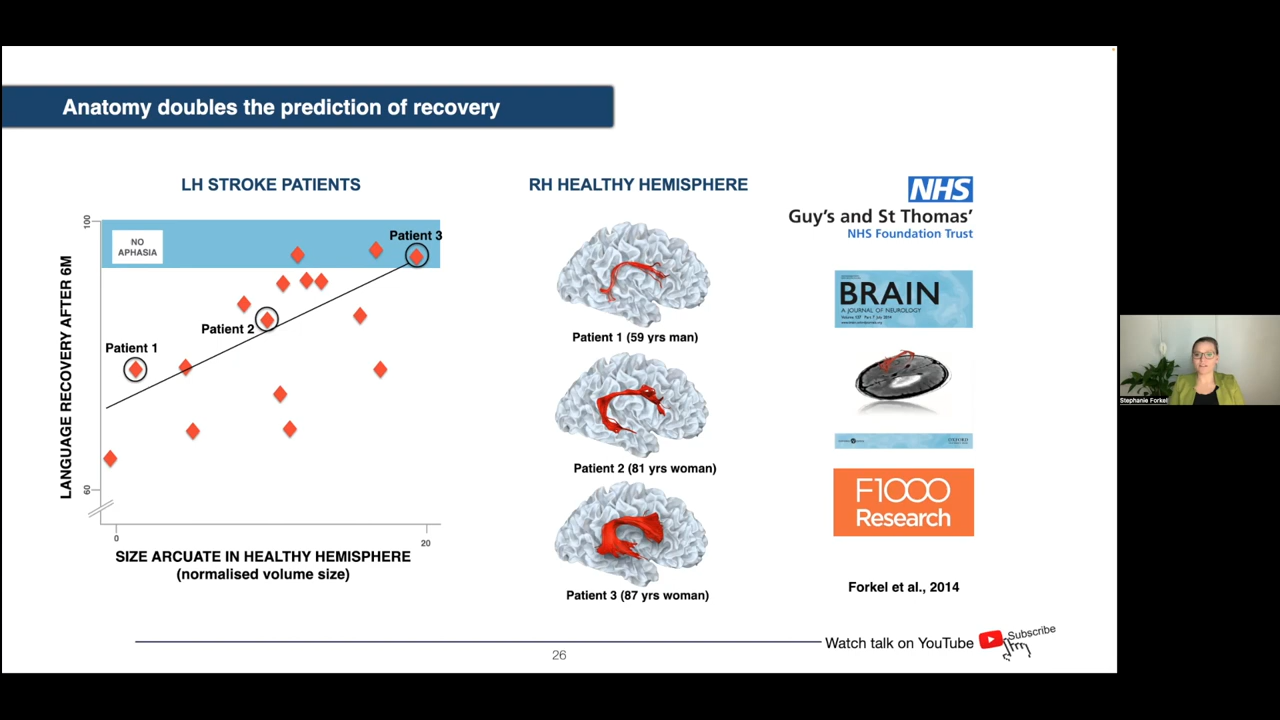 Anatomy doubles the prediction of recovery
LH STROKE PATIENTS
100
LANGUAGE RECOVERY AFTER 6M
60
NO
APHASIA
Patient 3
Patient 2
Patient 1
0
20
SIZE ARCUATE IN HEALTHY HEMISPHERE
(normalised volume size)
RH HEALTHY HEMISPHERE
Patient 1 (59 yrs man)
Patient 2 (81 yrs woman)
Patient 3 (87 yrs woman)
NHS
Guy's and St Thomas'
NHS Foundation Trust
BRAIN
A JOURNAL OF NEUROLOGY
OXFORD
F1000
Research
Forkel et al., 2014
Watch talk on YouTube
Subscribe
26
Stephanie Forkel